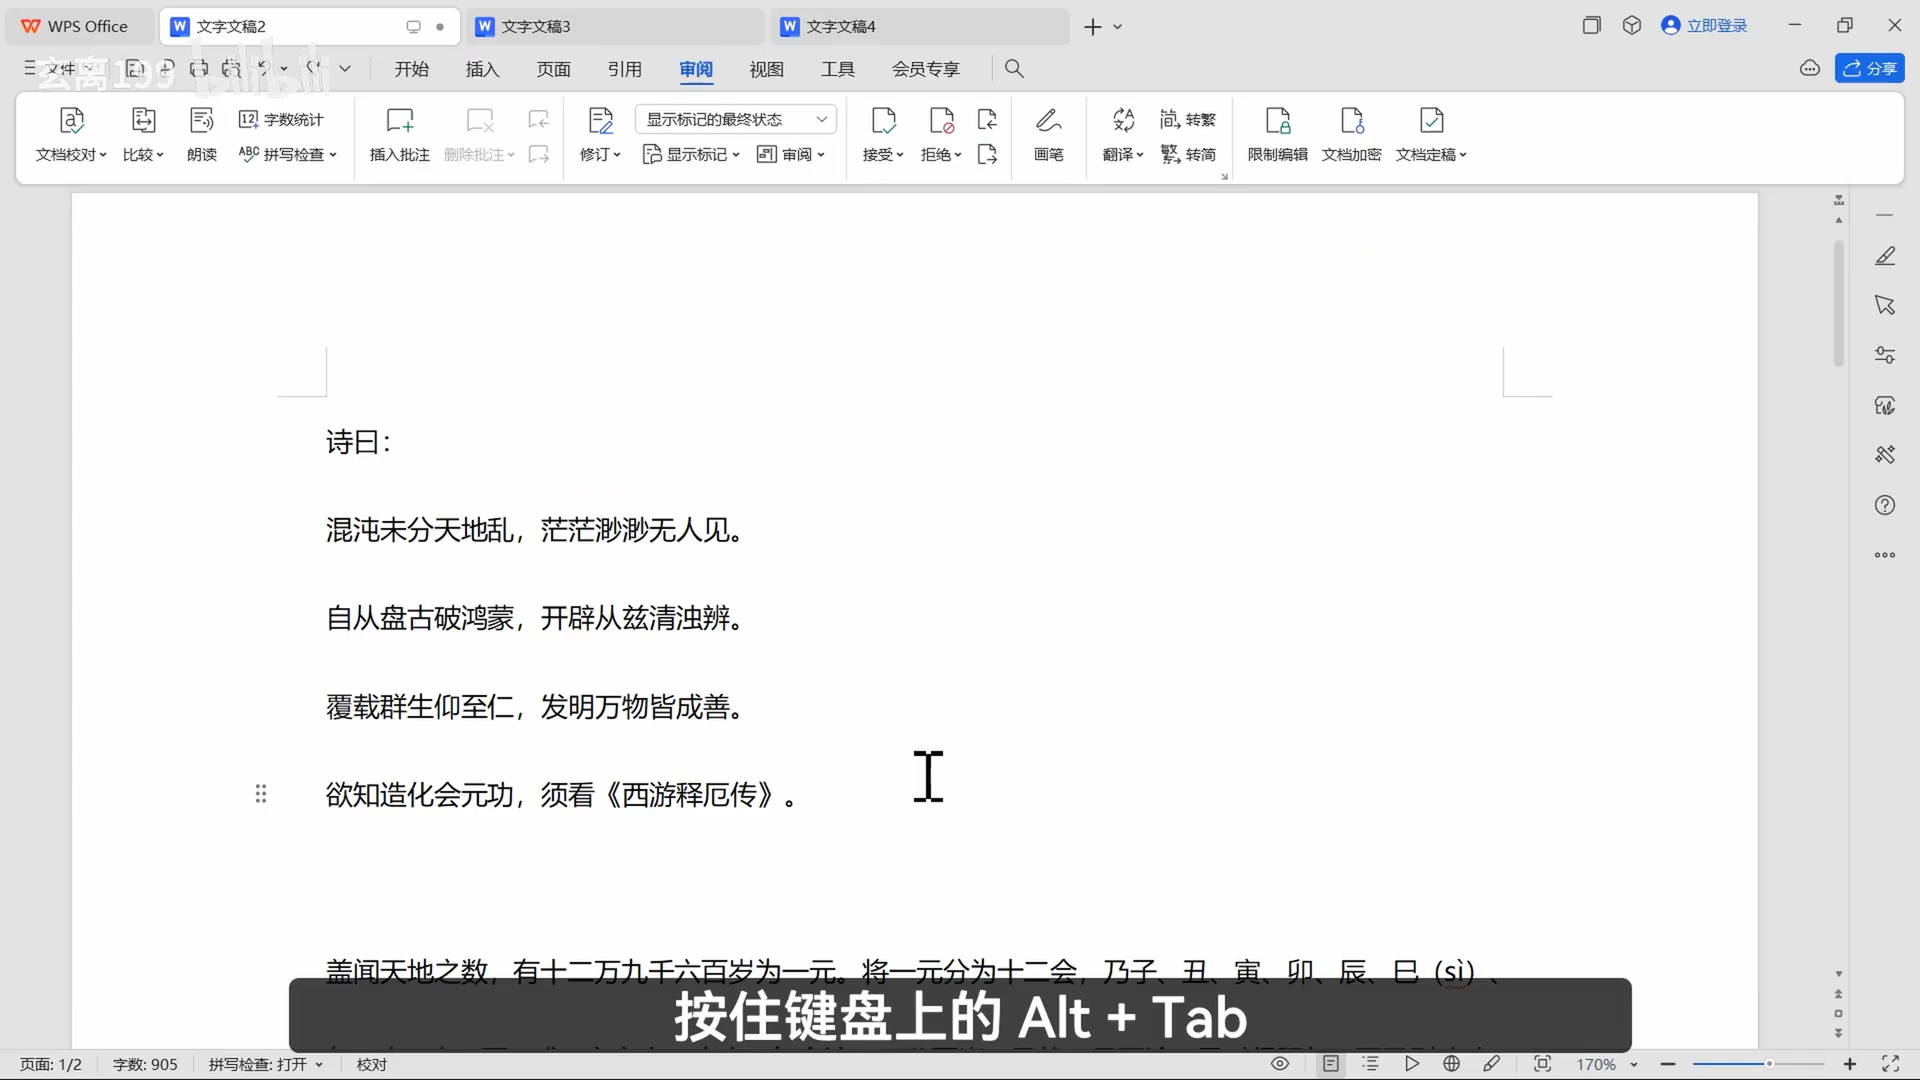 WPS Office
文字文稿2
文字文稿3
文字文稿4
立即登录
文件
玄离199
bilibili
开始
插入
页面
引用
审阅
视图
工具
会员专享
分享
文档校对
比较
朗读
字数统计
拼写检查
插入批注
删除批注
修订
显示标记的最终状态
显示标记
审阅
接受
拒绝
画笔
翻译
简 转繁
繁 转简
限制编辑
文档加密
文档定稿
诗曰：
混沌未分天地乱，茫茫渺渺无人见。
自从盘古破鸿蒙，开辟从兹清浊辨。
覆载群生仰至仁，发明万物皆成善。
欲知造化会元功，须看《西游释厄传》。
盖闻天地之数，有十二万九千六百岁为一元。将一元分为十二会，乃子、丑、寅、卯、辰、巳（sì）、
按住键盘上的 Alt + Tab
页面: 1/2
字数: 905
拼写检查: 打开
校对
170%